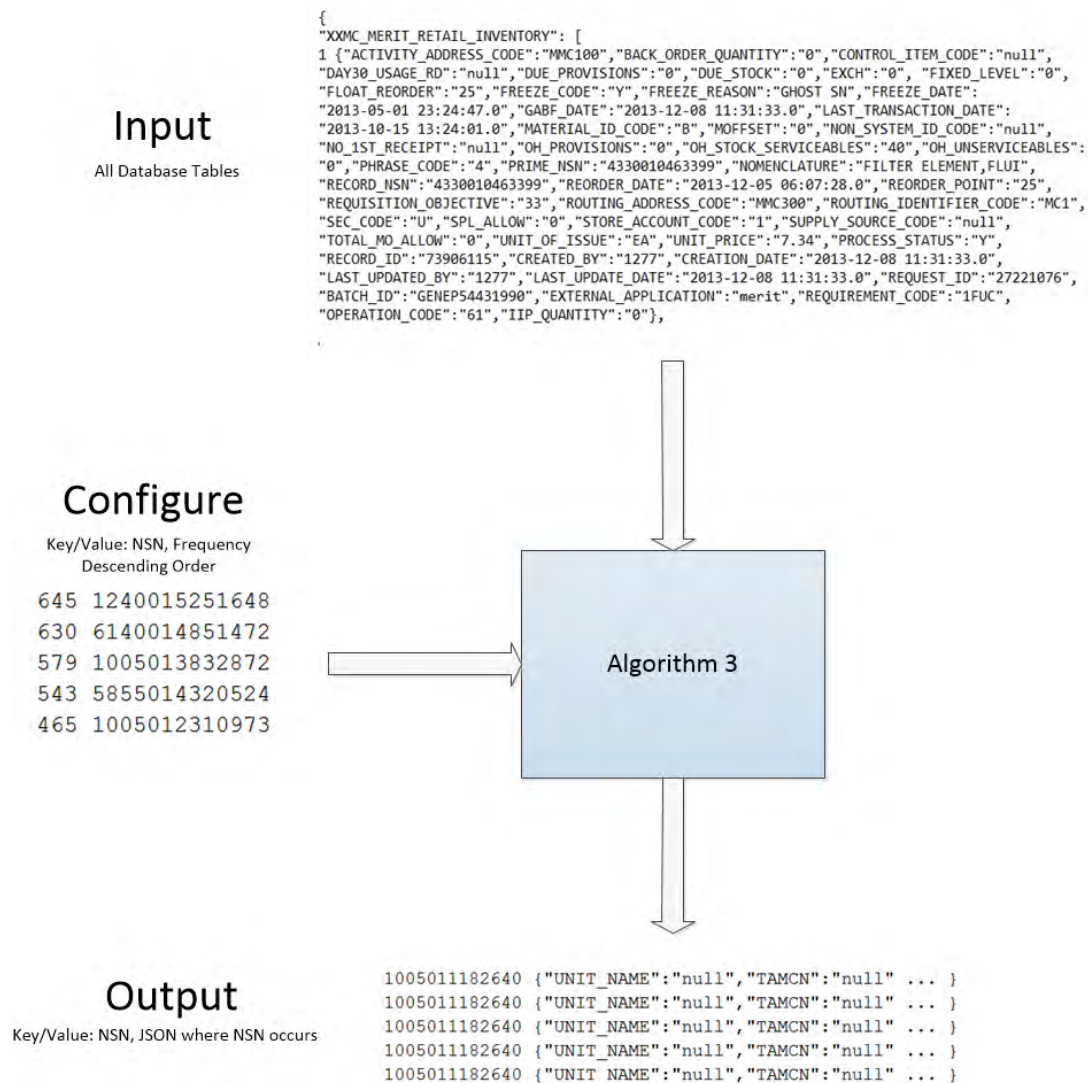 {
"XXMC_MERIT_RETAIL_INVENTORY": [
1 {"ACTIVITY_ADDRESS_CODE":"MMC100","BACK_ORDER_QUANTITY":"0","CONTROL_ITEM_CODE":"null",
"DAY30_USAGE_RD":"null","DUE_PROVISIONS":"0","DUE_STOCK":"0","EXCH":"0", "FIXED_LEVEL":"0",
"FLOAT_REORDER":"25","FREEZE_CODE":"Y","FREEZE_REASON":"GHOST SN","FREEZE_DATE":
"2013-05-01 23:24:47.0","GABF_DATE":"2013-12-08 11:31:33.0","LAST_TRANSACTION_DATE":
"2013-10-15 13:24:01.0","MATERIAL_ID_CODE":"B","MOFFSET":"0","NON_SYSTEM_ID_CODE":"null",
"NO_1ST_RECEIPT":"null","OH_PROVISIONS":"0","OH_STOCK_SERVICEABLES":"40","OH_UNSERVICEABLES":
"0","PHRASE_CODE":"4","PRIME_NSN":"4330010463399","NOMENCLATURE":"FILTER ELEMENT,FLUI",
"RECORD_NSN":"4330010463399","REORDER_DATE":"2013-12-05 06:07:28.0","REORDER_POINT":"25",
"REQUISITION_OBJECTIVE":"33","ROUTING_ADDRESS_CODE":"MMC300","ROUTING_IDENTIFIER_CODE":"MC1",
"SEC_CODE":"U","SPL_ALLOW":"0","STORE_ACCOUNT_CODE":"1","SUPPLY_SOURCE_CODE":"null",
"TOTAL_MO_ALLOW":"0","UNIT_OF_ISSUE":"EA","UNIT_PRICE":"7.34","PROCESS_STATUS":"Y",
"RECORD_ID":"73906115","CREATED_BY":"1277","CREATION_DATE":"2013-12-08 11:31:33.0",
"LAST_UPDATED_BY":"1277","LAST_UPDATE_DATE":"2013-12-08 11:31:33.0","REQUEST_ID":"27221076",
"BATCH_ID":"GENEP54431990","EXTERNAL_APPLICATION":"merit","REQUIREMENT_CODE":"1FUC",
"OPERATION_CODE":"61","IIP_QUANTITY":"0"},
Input
All Database Tables
Configure
Key/Value: NSN, Frequency
Descending Order
645 1240015251648
630 6140014851472
579 1005013832872
543 5855014320524
465 1005012310973
Algorithm 3
Output
Key/Value: NSN, JSON where NSN occurs
1005011182640 {"UNIT_NAME":"null","TAMCN":"null" ... }
1005011182640 {"UNIT_NAME":"null","TAMCN":"null" ... }
1005011182640 {"UNIT_NAME":"null","TAMCN":"null" ... }
1005011182640 {"UNIT_NAME":"null","TAMCN":"null" ... }
1005011182640 {"UNIT_NAME":"null","TAMCN":"null" ... }